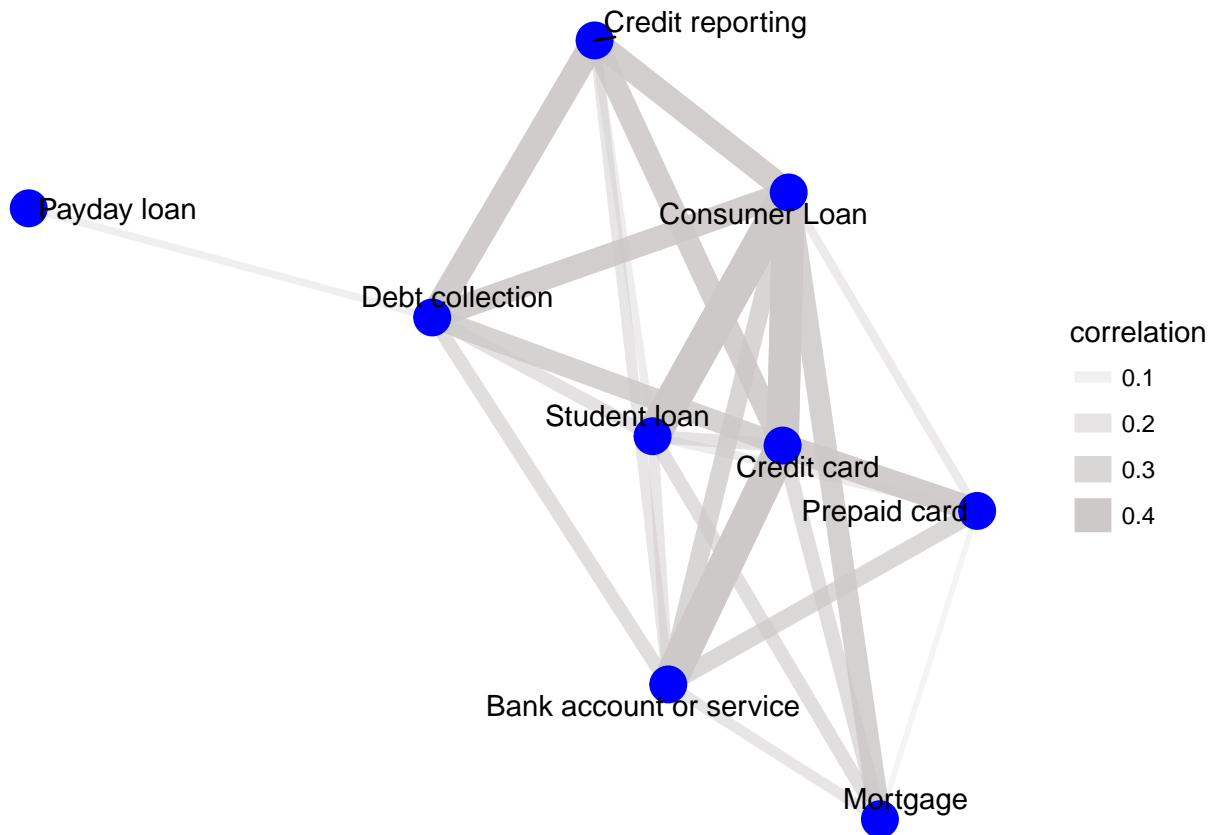 Credit reporting
Payday loan
Consumer Loan
Debt collection
correlation
0.1
Student loan
0.2
Credit card
0.3
Prepaid card
0.4
Bank account or service
Mortgage